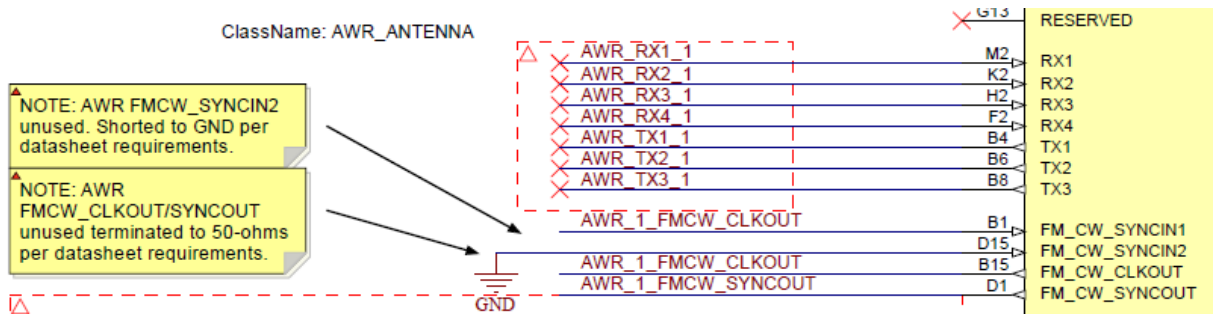 G13 RESERVED
ClassName: AWR_ANTENNA
AWR_RX1_1 M2 RX1
AWR_RX2_1 K2 RX2
AWR_RX3_1 H2 RX3
AWR_RX4_1 F2 RX4
AWR_TX1_1 B4 TX1
AWR_TX2_1 B6 TX2
AWR_TX3_1 B8 TX3
NOTE: AWR FMCW_SYNCIN2
unused. Shorted to GND per
datasheet requirements.
NOTE: AWR
FMCW_CLKOUT/SYNCOUT
unused terminated to 50-ohms
per datasheet requirements.
AWR_1_FMCW_CLKOUT B1 FM_CW_SYNCIN1
D15 FM_CW_SYNCIN2
AWR_1_FMCW_CLKOUT B15 FM_CW_CLKOUT
AWR_1_FMCW_SYNCOUT D1 FM_CW_SYNCOUT
GND